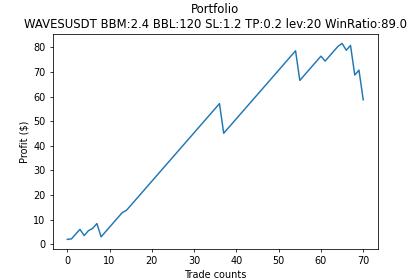 Portfolio
WAVESUSDT BBM:2.4 BBL:120 SL:1.2 TP:0.2 lev:20 WinRatio:89.0
80
70
60
50
40
30
20
10
0
Profit ($)
0 10 20 30 40 50 60 70
Trade counts